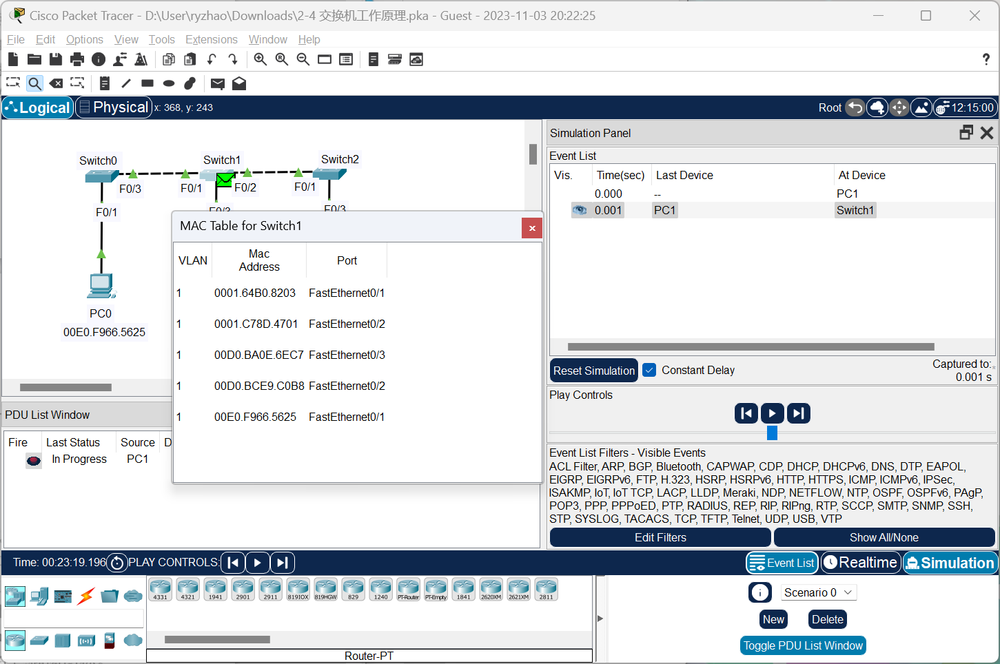 Cisco Packet Tracer - D:\User\ryzhao\Downloads\2-4 交换机工作原理.pka - Guest - 2023-11-03 20:22:25
File Edit Options View Tools Extensions Window Help
?
Logical Physical x: 368, y: 243 Root 12:15:00
Simulation Panel
Event List
Vis. Time(sec) Last Device At Device
0.000 -- PC1
0.001 PC1 Switch1
Reset Simulation Constant Delay
Captured to:
0.001 s
Play Controls
Event List Filters - Visible Events
ACL Filter, ARP, BGP, Bluetooth, CAPWAP, CDP, DHCP, DHCPv6, DNS, DTP, EAPOL,
EIGRP, EIGRPv6, FTP, H.323, HSRP, HSRPv6, HTTP, HTTPS, ICMP, ICMPv6, IPSec,
ISAKMP, IoT, IoT TCP, LACP, LLDP, Meraki, NDP, NETFLOW, NTP, OSPF, OSPFv6, PAgP,
POP3, PPP, PPPoED, PTP, RADIUS, REP, RIP, RIPng, RTP, SCCP, SMTP, SNMP, SSH,
STP, SYSLOG, TACACS, TCP, TFTP, Telnet, UDP, USB, VTP
Edit Filters Show All/None
Switch0 Switch1 Switch2
F0/3 F0/1 F0/2 F0/1
F0/1 F0/3 F0/3
PC0
00E0.F966.5625
MAC Table for Switch1
VLAN Mac Address Port
1 0001.64B0.8203 FastEthernet0/1
1 0001.C78D.4701 FastEthernet0/2
1 00D0.BA0E.6EC7 FastEthernet0/3
1 00D0.BCE9.C0B8 FastEthernet0/2
1 00E0.F966.5625 FastEthernet0/1
PDU List Window
Fire Last Status Source D
In Progress PC1
Time: 00:23:19.196 PLAY CONTROLS:
Event List Realtime Simulation
4331 4321 1941 2901 2911 819IOX 819HGW 829 1240 PT-Router PT-Empty 1841 2620XM 2621XM 2811
Router-PT
Scenario 0
New Delete
Toggle PDU List Window